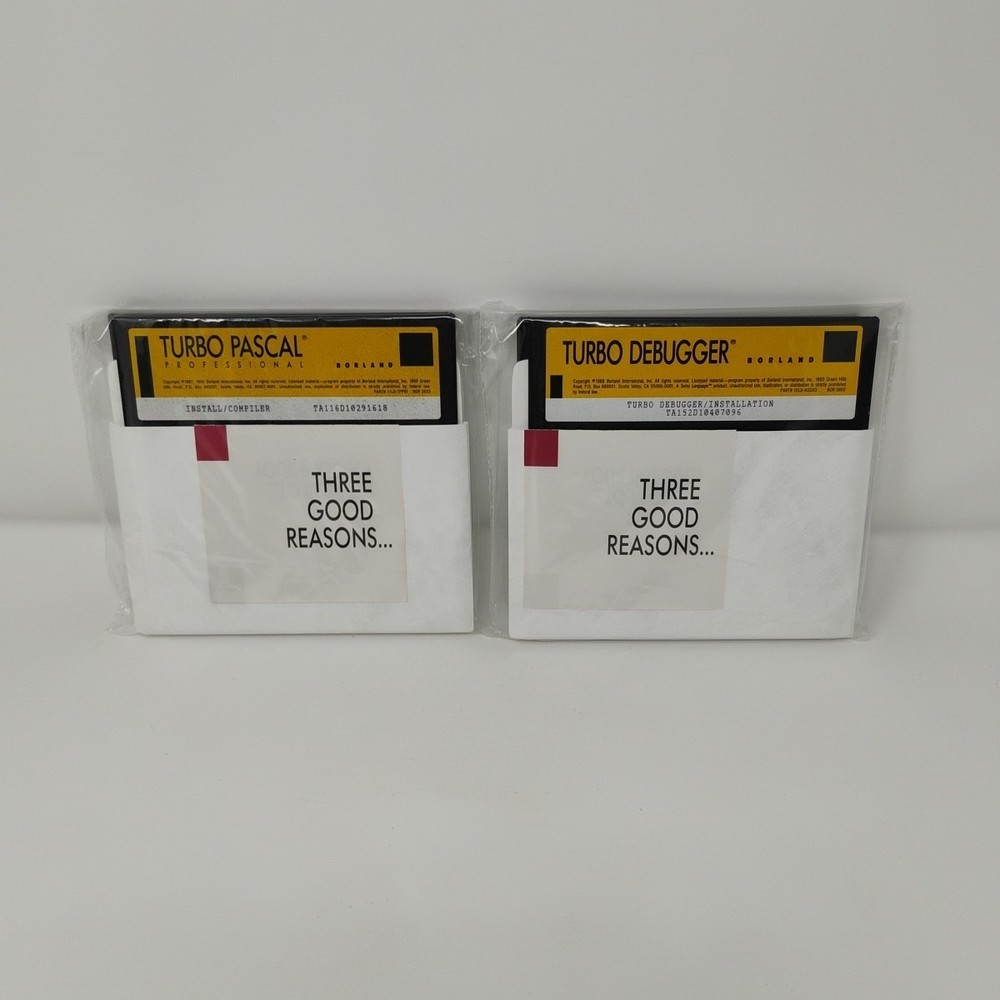 TURBO PASCAL®
PROFESSIONAL
BORLAND
INSTALL/COMPILER TA116D10291618
THREE
GOOD
REASONS...
TURBO DEBUGGER®
BORLAND
TURBO DEBUGGER/INSTALLATION
TA152D10407096
THREE
GOOD
REASONS...